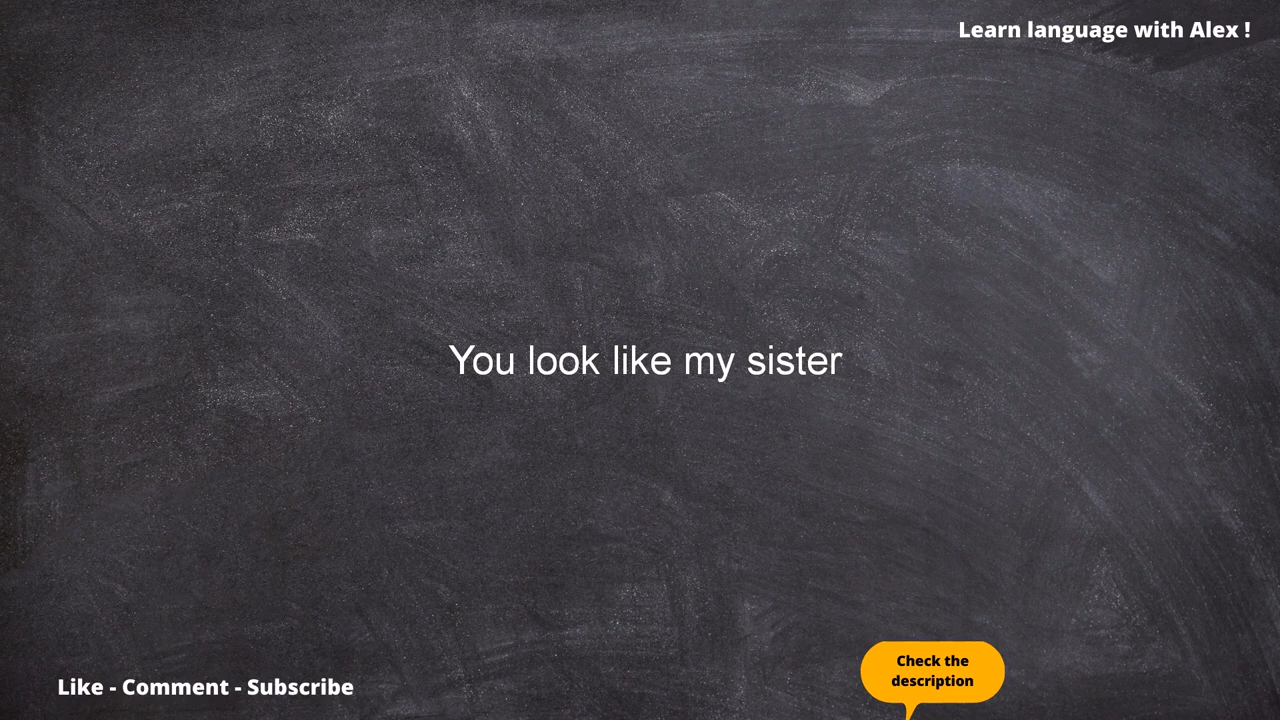 Learn language with Alex !
You look like my sister
Check the
description
Like - Comment - Subscribe